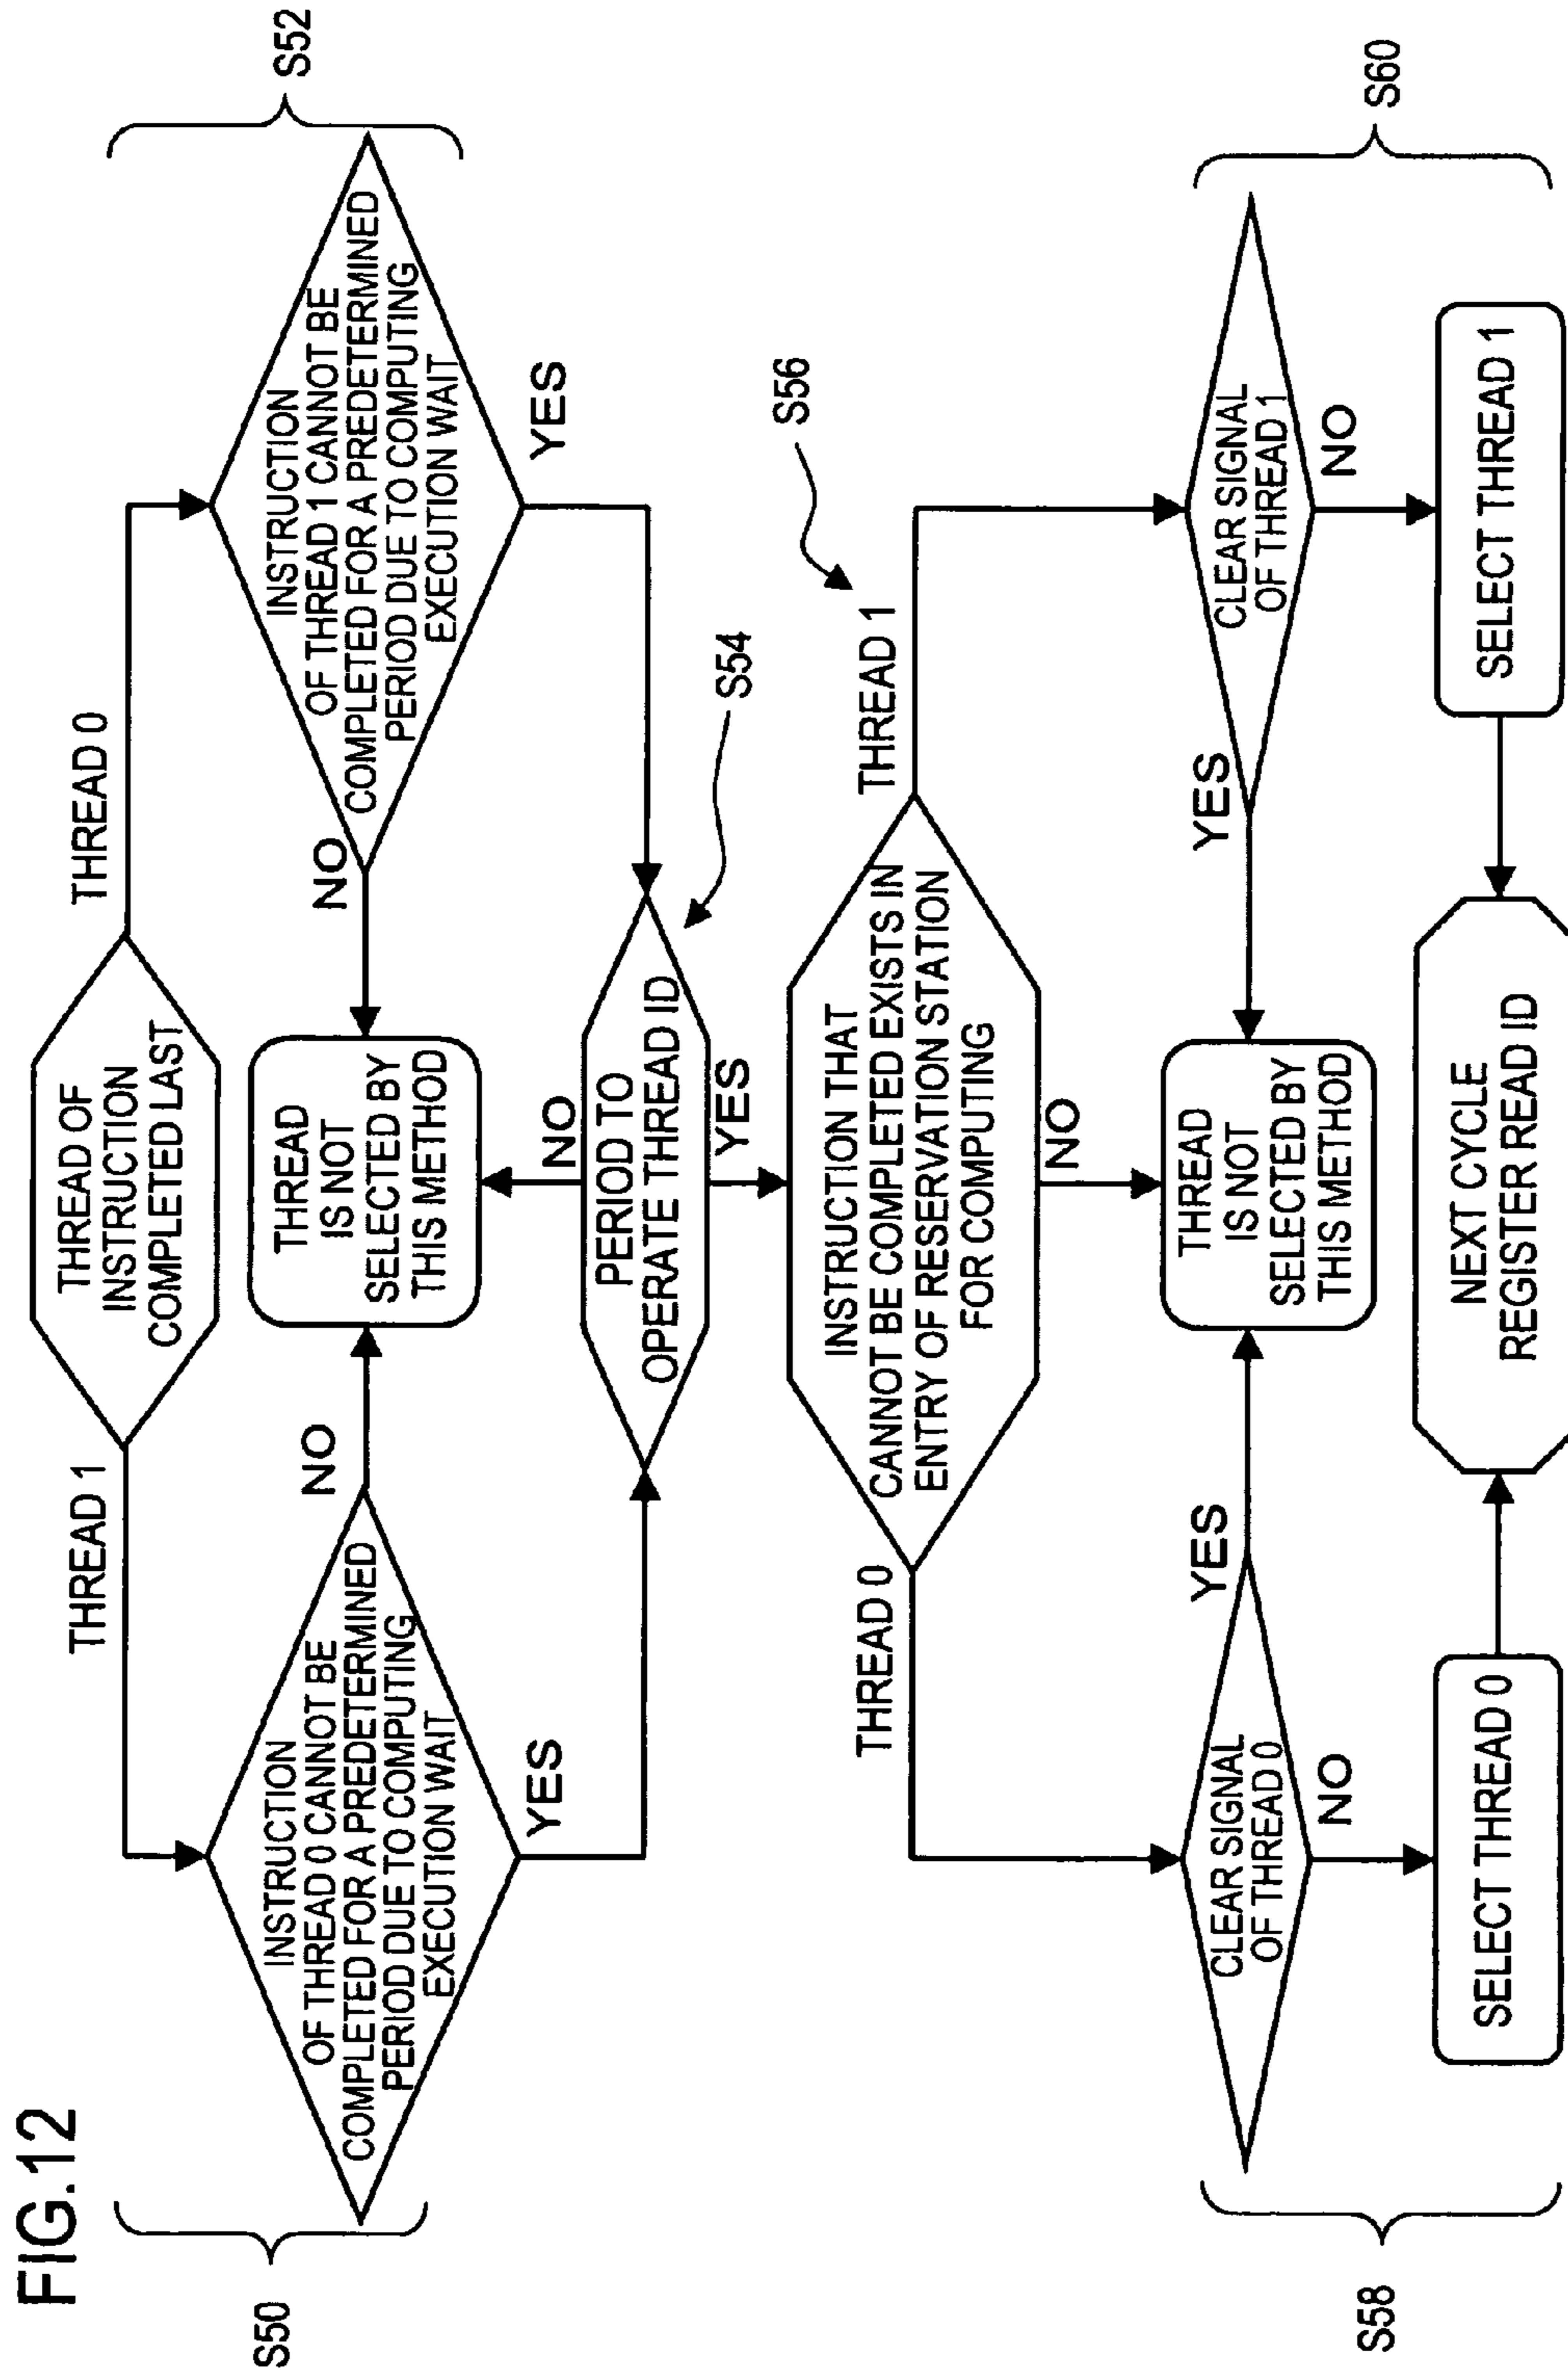 FIG.12
THREAD OF
INSTRUCTION
COMPLETED LAST
THREAD 1
THREAD 0
S50
INSTRUCTION
OF THREAD 0 CANNOT BE
COMPLETED FOR A PREDETERMINED
PERIOD DUE TO COMPUTING
EXECUTION WAIT
NO
THREAD
IS NOT
SELECTED BY
THIS METHOD
NO
INSTRUCTION
OF THREAD 1 CANNOT BE
COMPLETED FOR A PREDETERMINED
PERIOD DUE TO COMPUTING
EXECUTION WAIT
S52
YES
NO
YES
PERIOD TO
OPERATE THREAD ID
S54
YES
INSTRUCTION THAT
CANNOT BE COMPLETED EXISTS IN
ENTRY OF RESERVATION STATION
FOR COMPUTING
S56
THREAD 0
THREAD 1
NO
S58
CLEAR SIGNAL
OF THREAD 0
YES
THREAD
IS NOT
SELECTED BY
THIS METHOD
YES
CLEAR SIGNAL
OF THREAD 1
S60
NO
NO
SELECT THREAD 0
NEXT CYCLE
REGISTER READ ID
SELECT THREAD 1